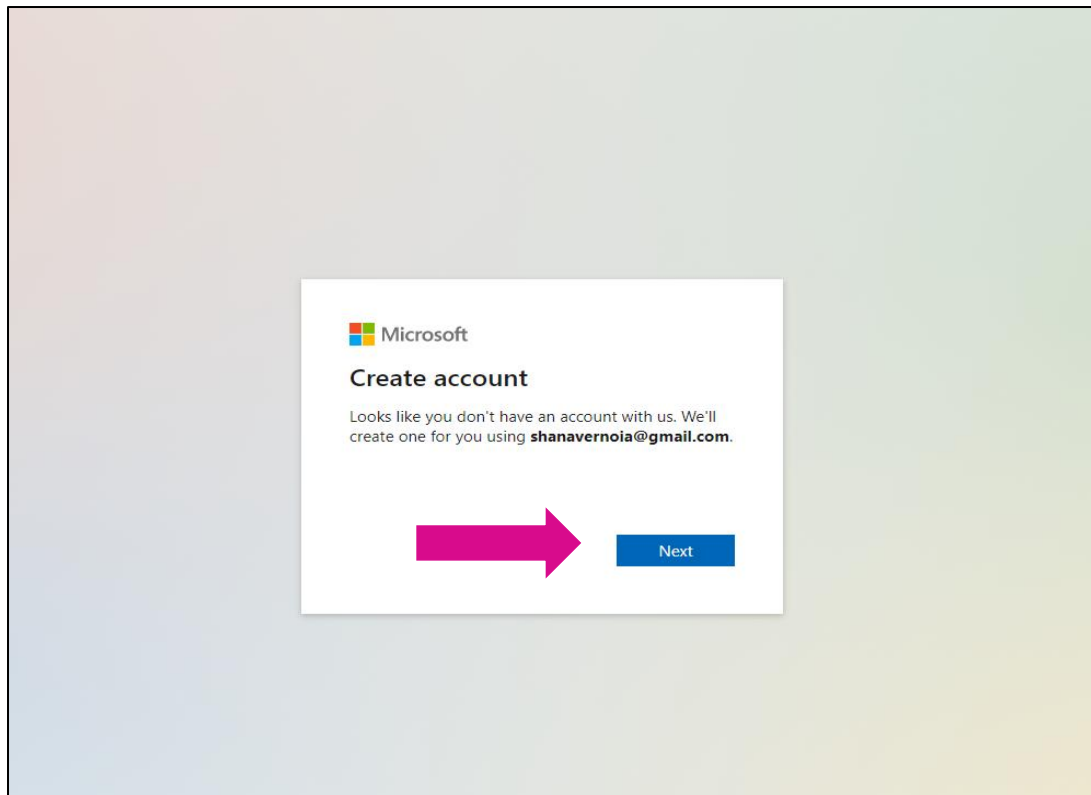 Microsoft
Create account
Looks like you don't have an account with us. We'll
create one for you using shanavernoia@gmail.com.
Next